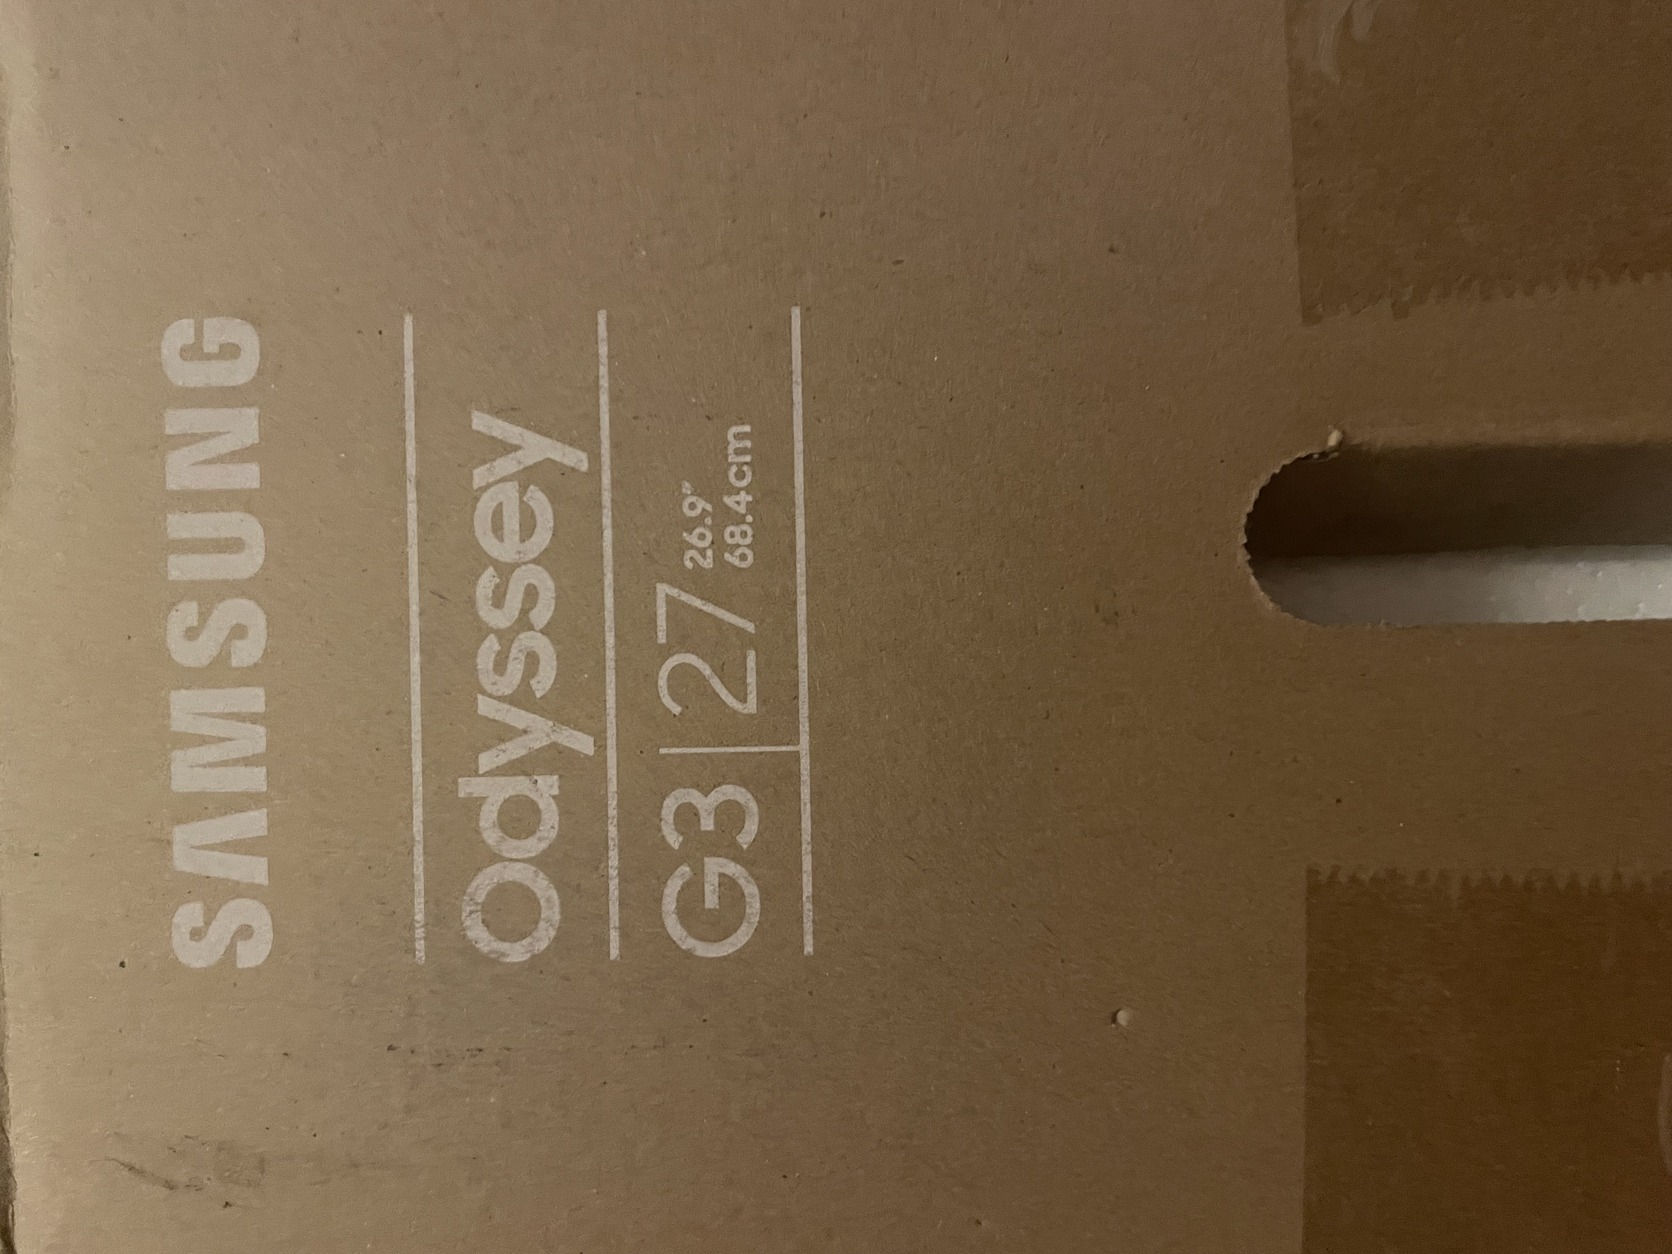 SAMSUNG
Odyssey
G3 | 27 26.9"
68.4cm